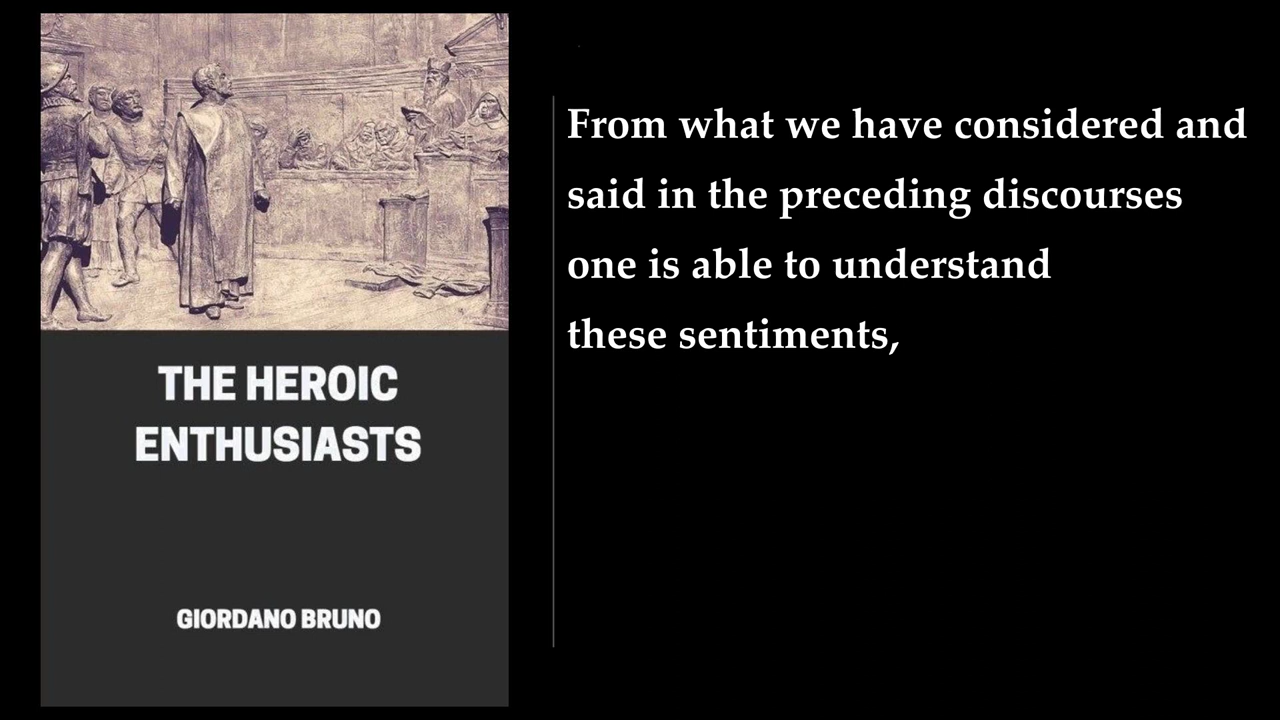 THE HEROIC
ENTHUSIASTS
GIORDANO BRUNO
From what we have considered and
said in the preceding discourses
one is able to understand
these sentiments,